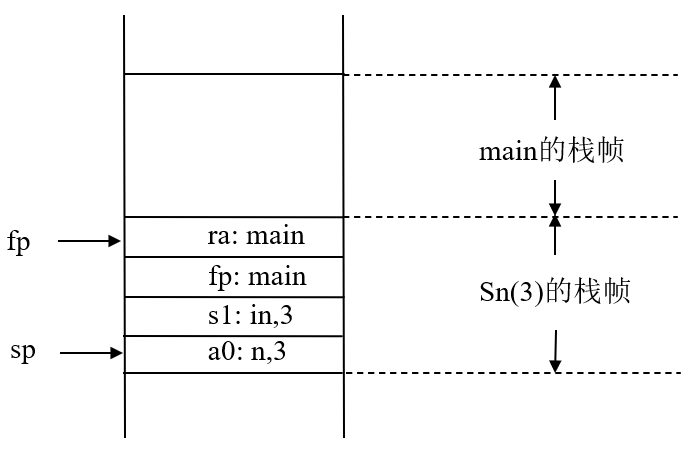 main的栈帧
fp
ra: main
fp: main
Sn(3)的栈帧
s1: in,3
sp
a0: n,3